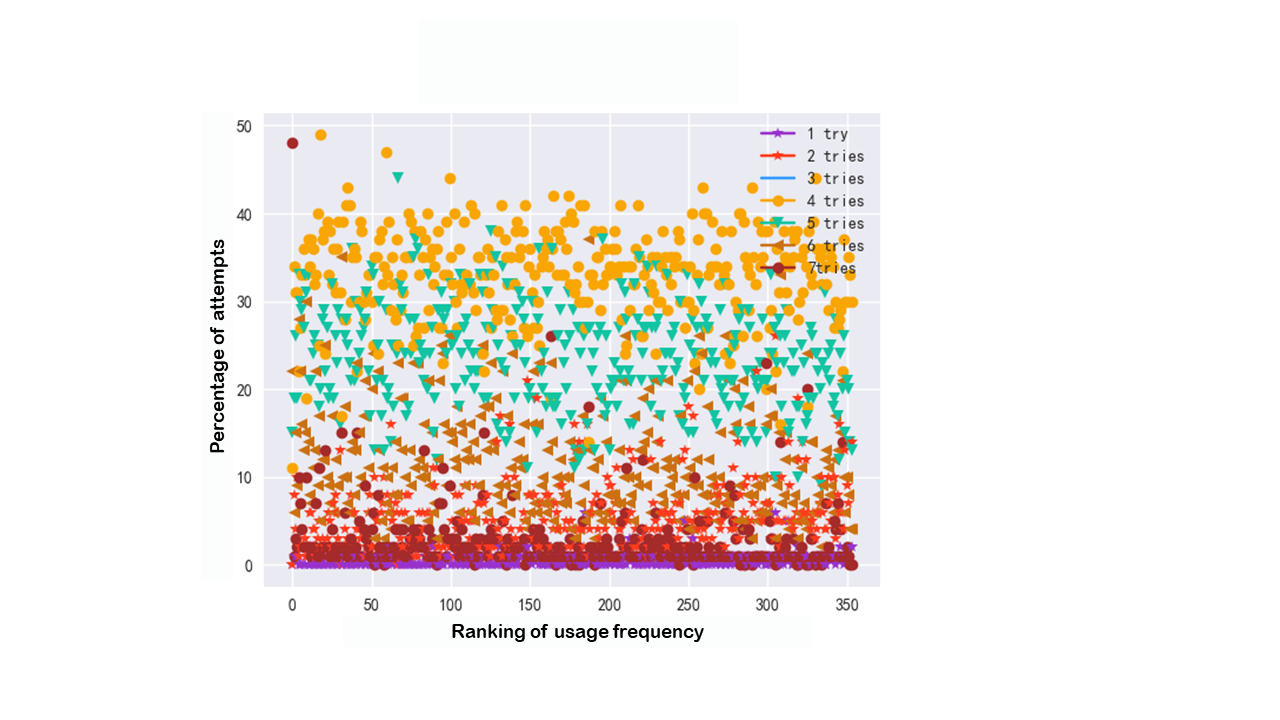 50
40
30
20
10
0
0 50 100 150 200 250 300 350
Percentage of attempts
Ranking of usage frequency
1 try
2 tries
3 tries
4 tries
5 tries
6 tries
7tries